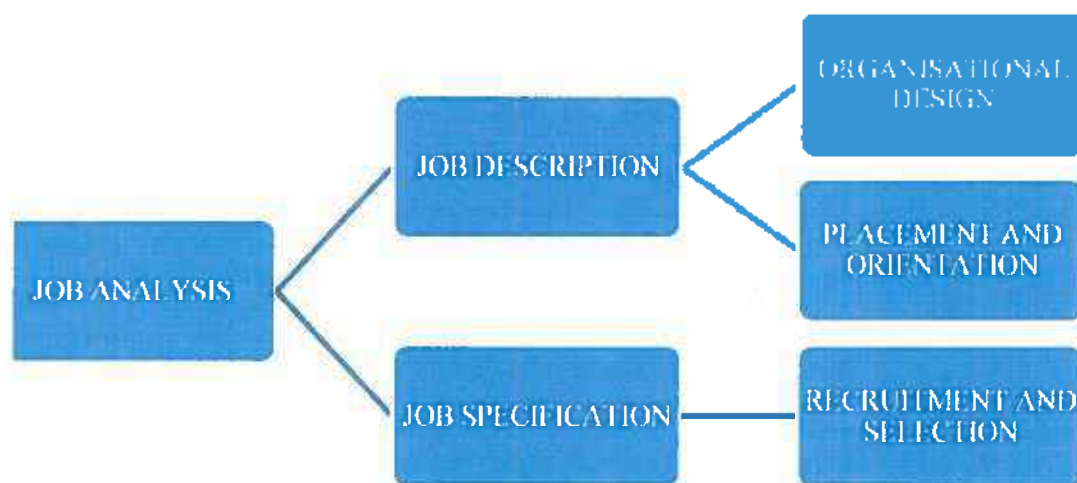 JOB ANALYSIS
JOB DESCRIPTION
JOB SPECIFICATION
ORGANISATIONAL
DESIGN
PLACEMENT AND
ORIENTATION
RECRUITMENT AND
SELECTION